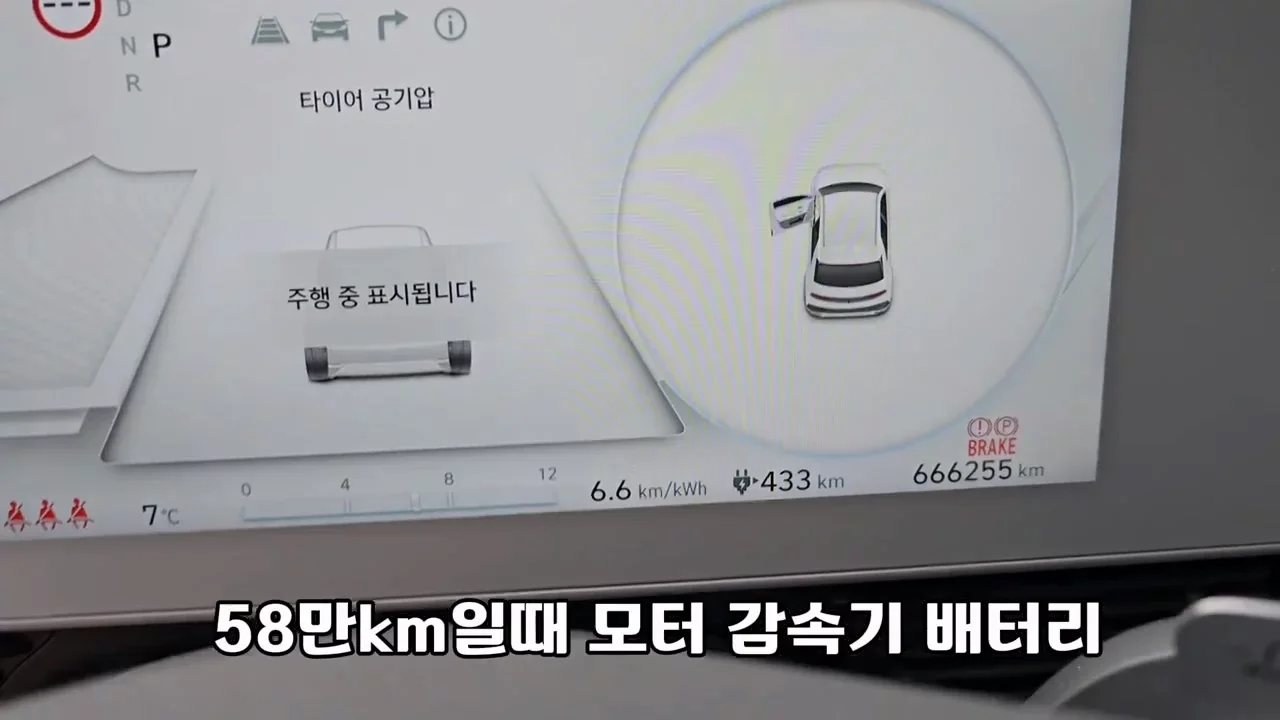 ---
D
N P
R
타이어 공기압
주행 중 표시됩니다
BRAKE
0 4 8 12
7°C
6.6 km/kWh
433 km
666255 km
58만km일때 모터 감속기 배터리